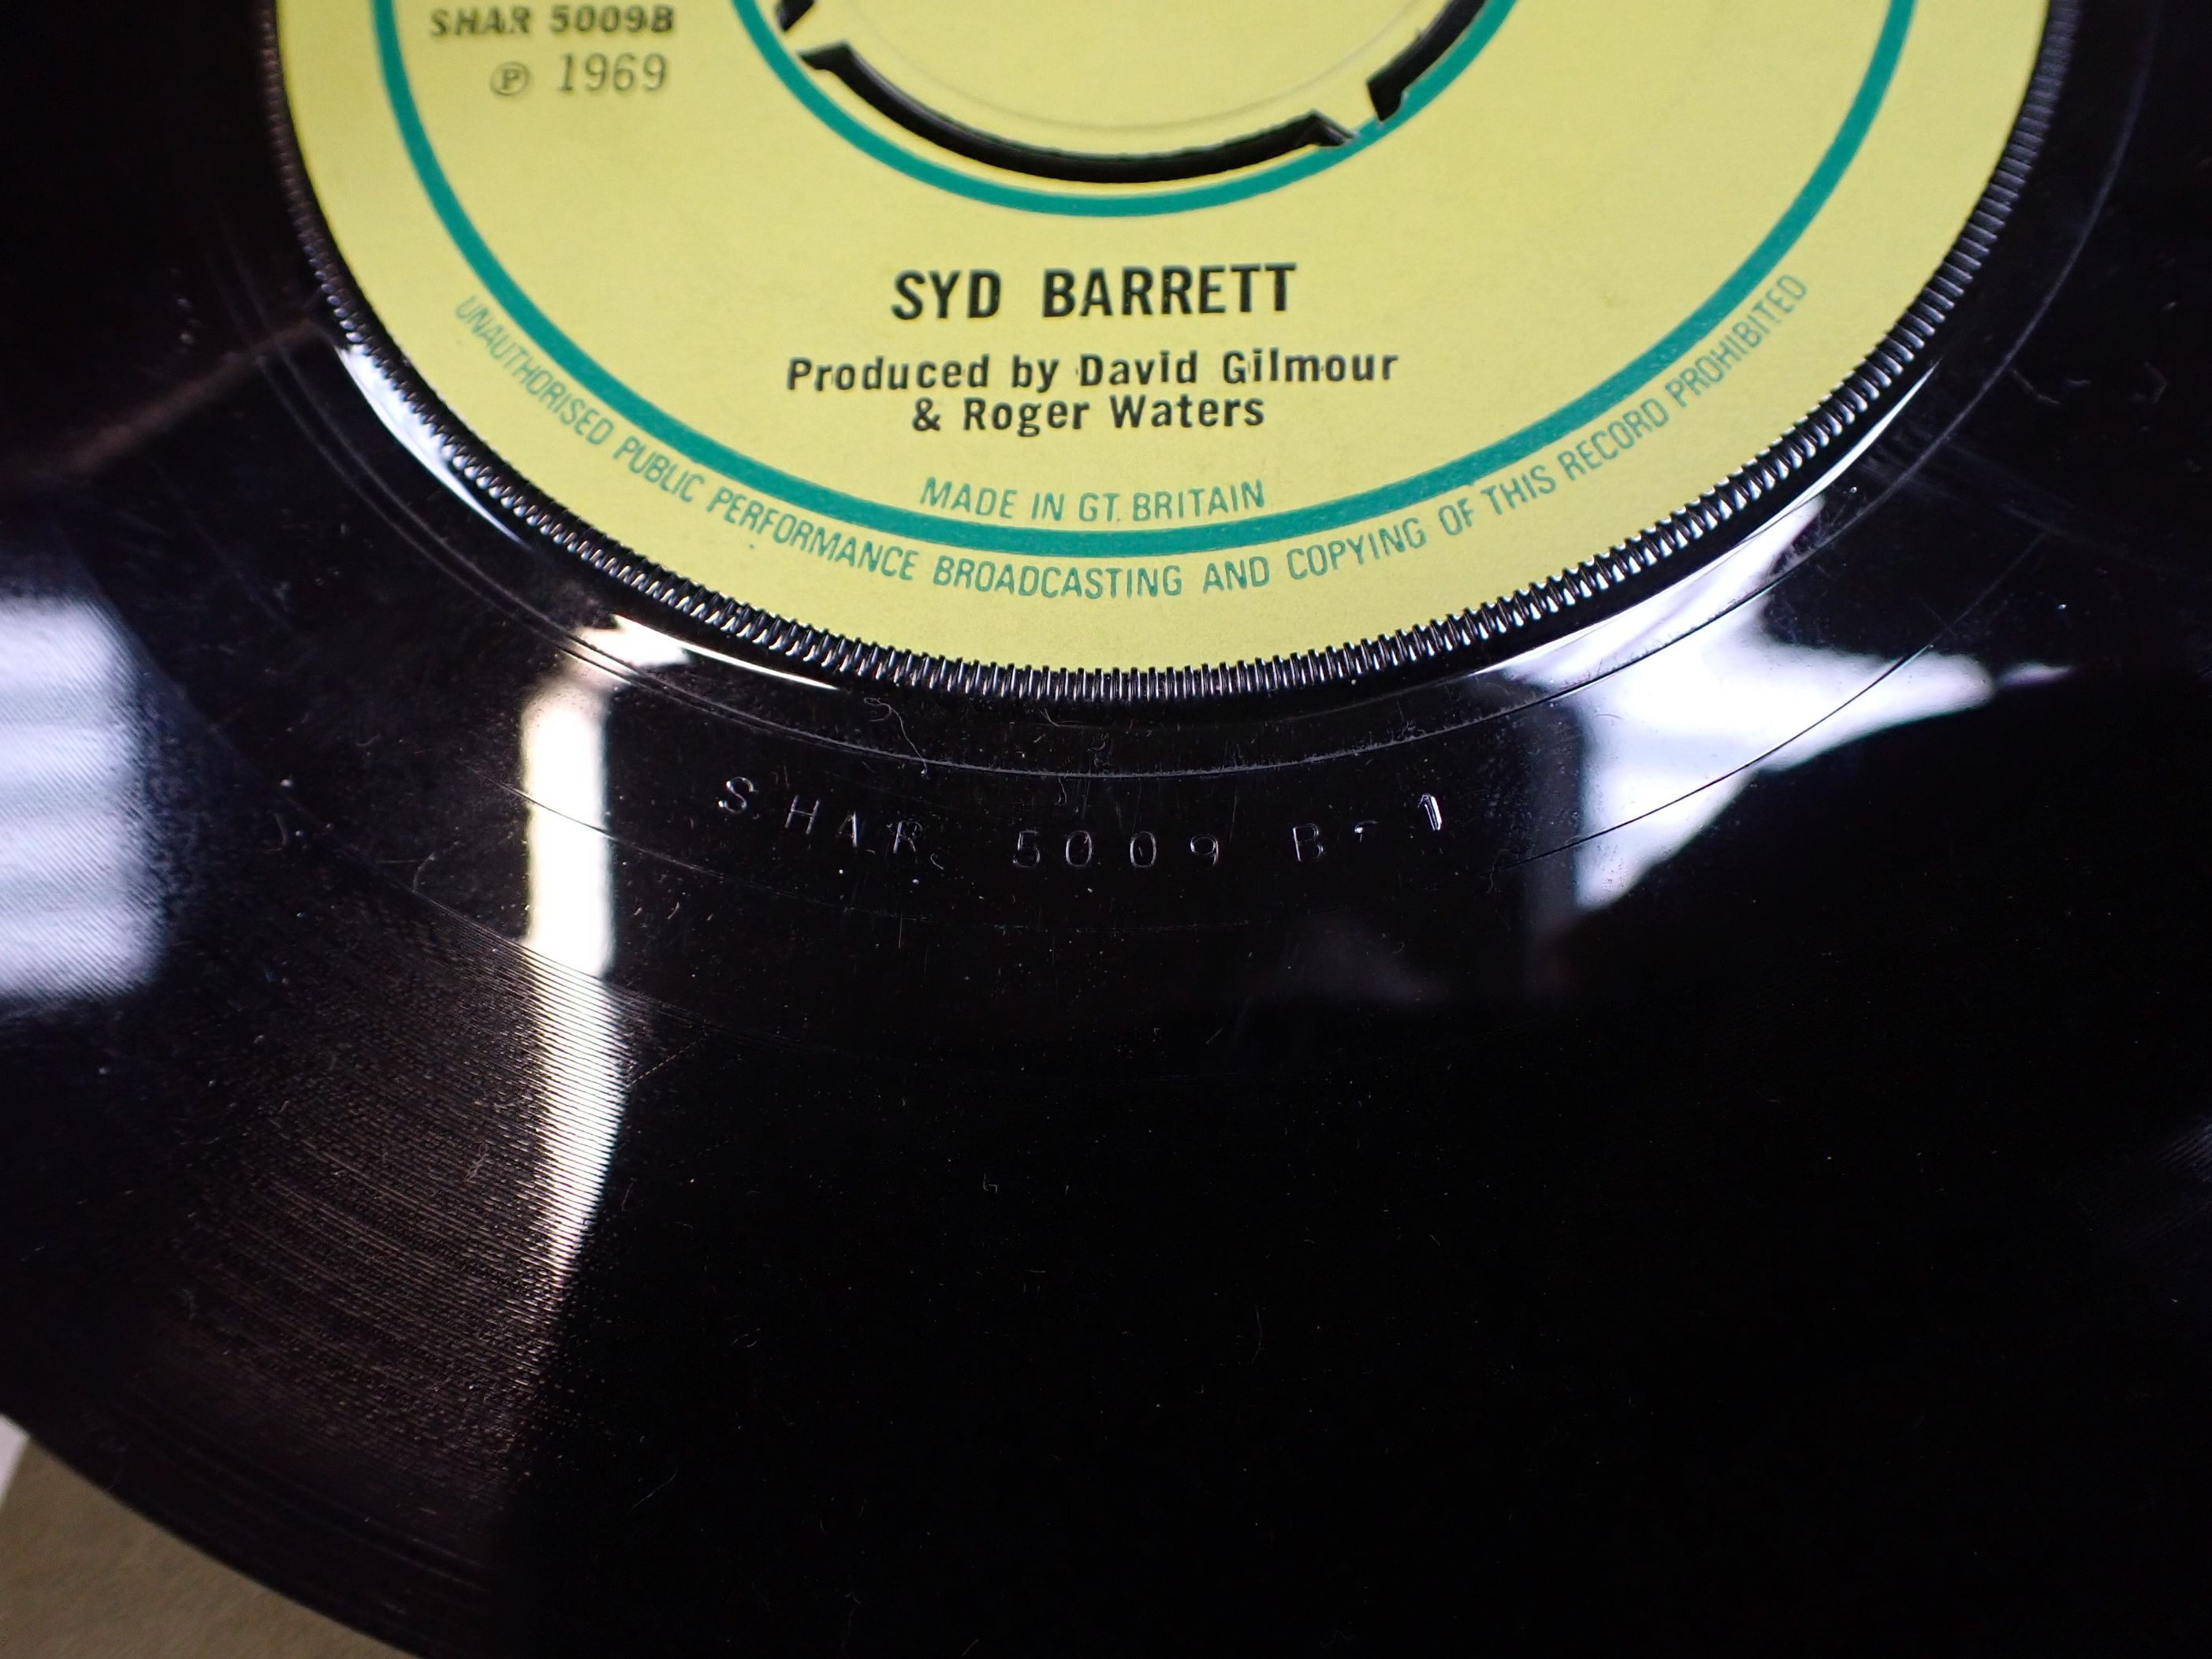 SHAR 5009B
℗ 1969
SYD BARRETT
Produced by David Gilmour
& Roger Waters
MADE IN GT. BRITAIN
UNAUTHORISED PUBLIC PERFORMANCE BROADCASTING AND COPYING OF THIS RECORD PROHIBITED
SHAR 5009 B-1